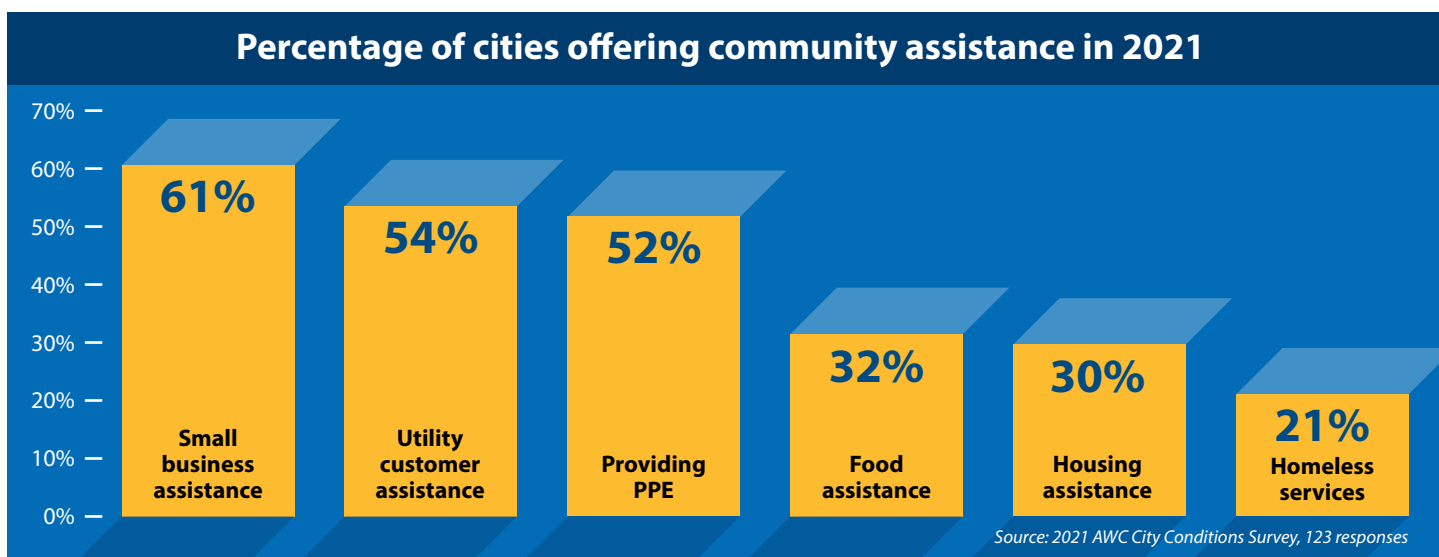 Percentage of cities offering community assistance in 2021
70%
60%
50%
40%
30%
20%
10%
0%
61%
Small
business
assistance
54%
Utility
customer
assistance
52%
Providing
PPE
32%
Food
assistance
30%
Housing
assistance
21%
Homeless
services
Source: 2021 AWC City Conditions Survey, 123 responses